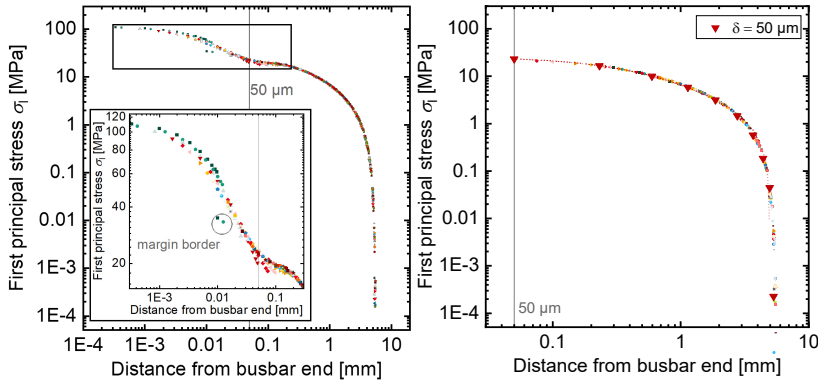 First principal stress σI [MPa]
100
10
1
0.1
0.01
1E-3
1E-4
50 µm
First principal stress σI [MPa]
120
100
80
60
40
20
margin border
1E-3
0.01
0.1
Distance from busbar end [mm]
1E-4
1E-3
0.01
0.1
1
10
Distance from busbar end [mm]
First principal stress σI [MPa]
100
10
1
0.1
0.01
1E-3
1E-4
δ = 50 µm
50 µm
0.1
1
10
Distance from busbar end [mm]